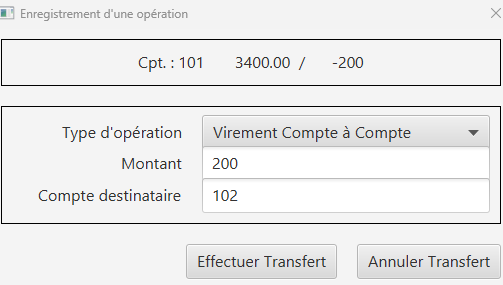 Enregistrement d'une opération
Cpt. : 101 3400.00 / -200
Type d'opération Virement Compte à Compte
Montant 200
Compte destinataire 102
Effectuer Transfert Annuler Transfert